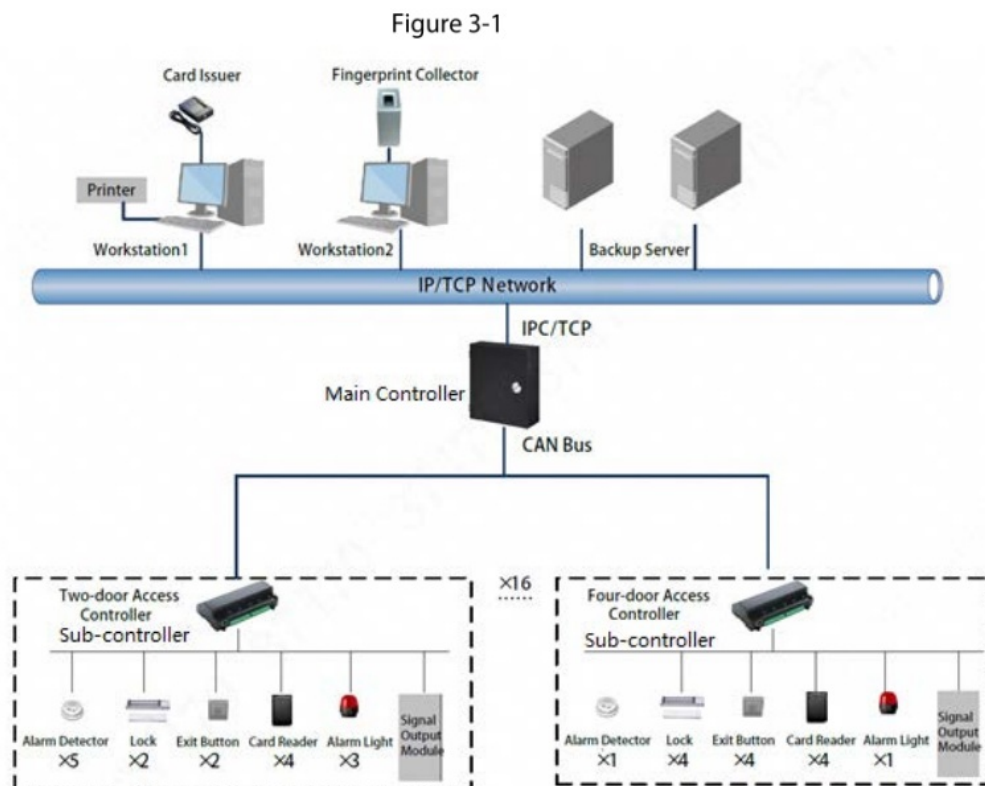 Figure 3-1
Card Issuer
Fingerprint Collector
Printer
Workstation1
Workstation2
Backup Server
IP/TCP Network
IPC/TCP
Main Controller
CAN Bus
×16
Two-door Access
Controller
Sub-controller
Alarm Detector
×5
Lock
×2
Exit Button
×2
Card Reader
×4
Alarm Light
×3
Signal
Output
Module
Four-door Access
Controller
Sub-controller
Alarm Detector
×1
Lock
×4
Exit Button
×4
Card Reader
×4
Alarm Light
×1
Signal
Output
Module